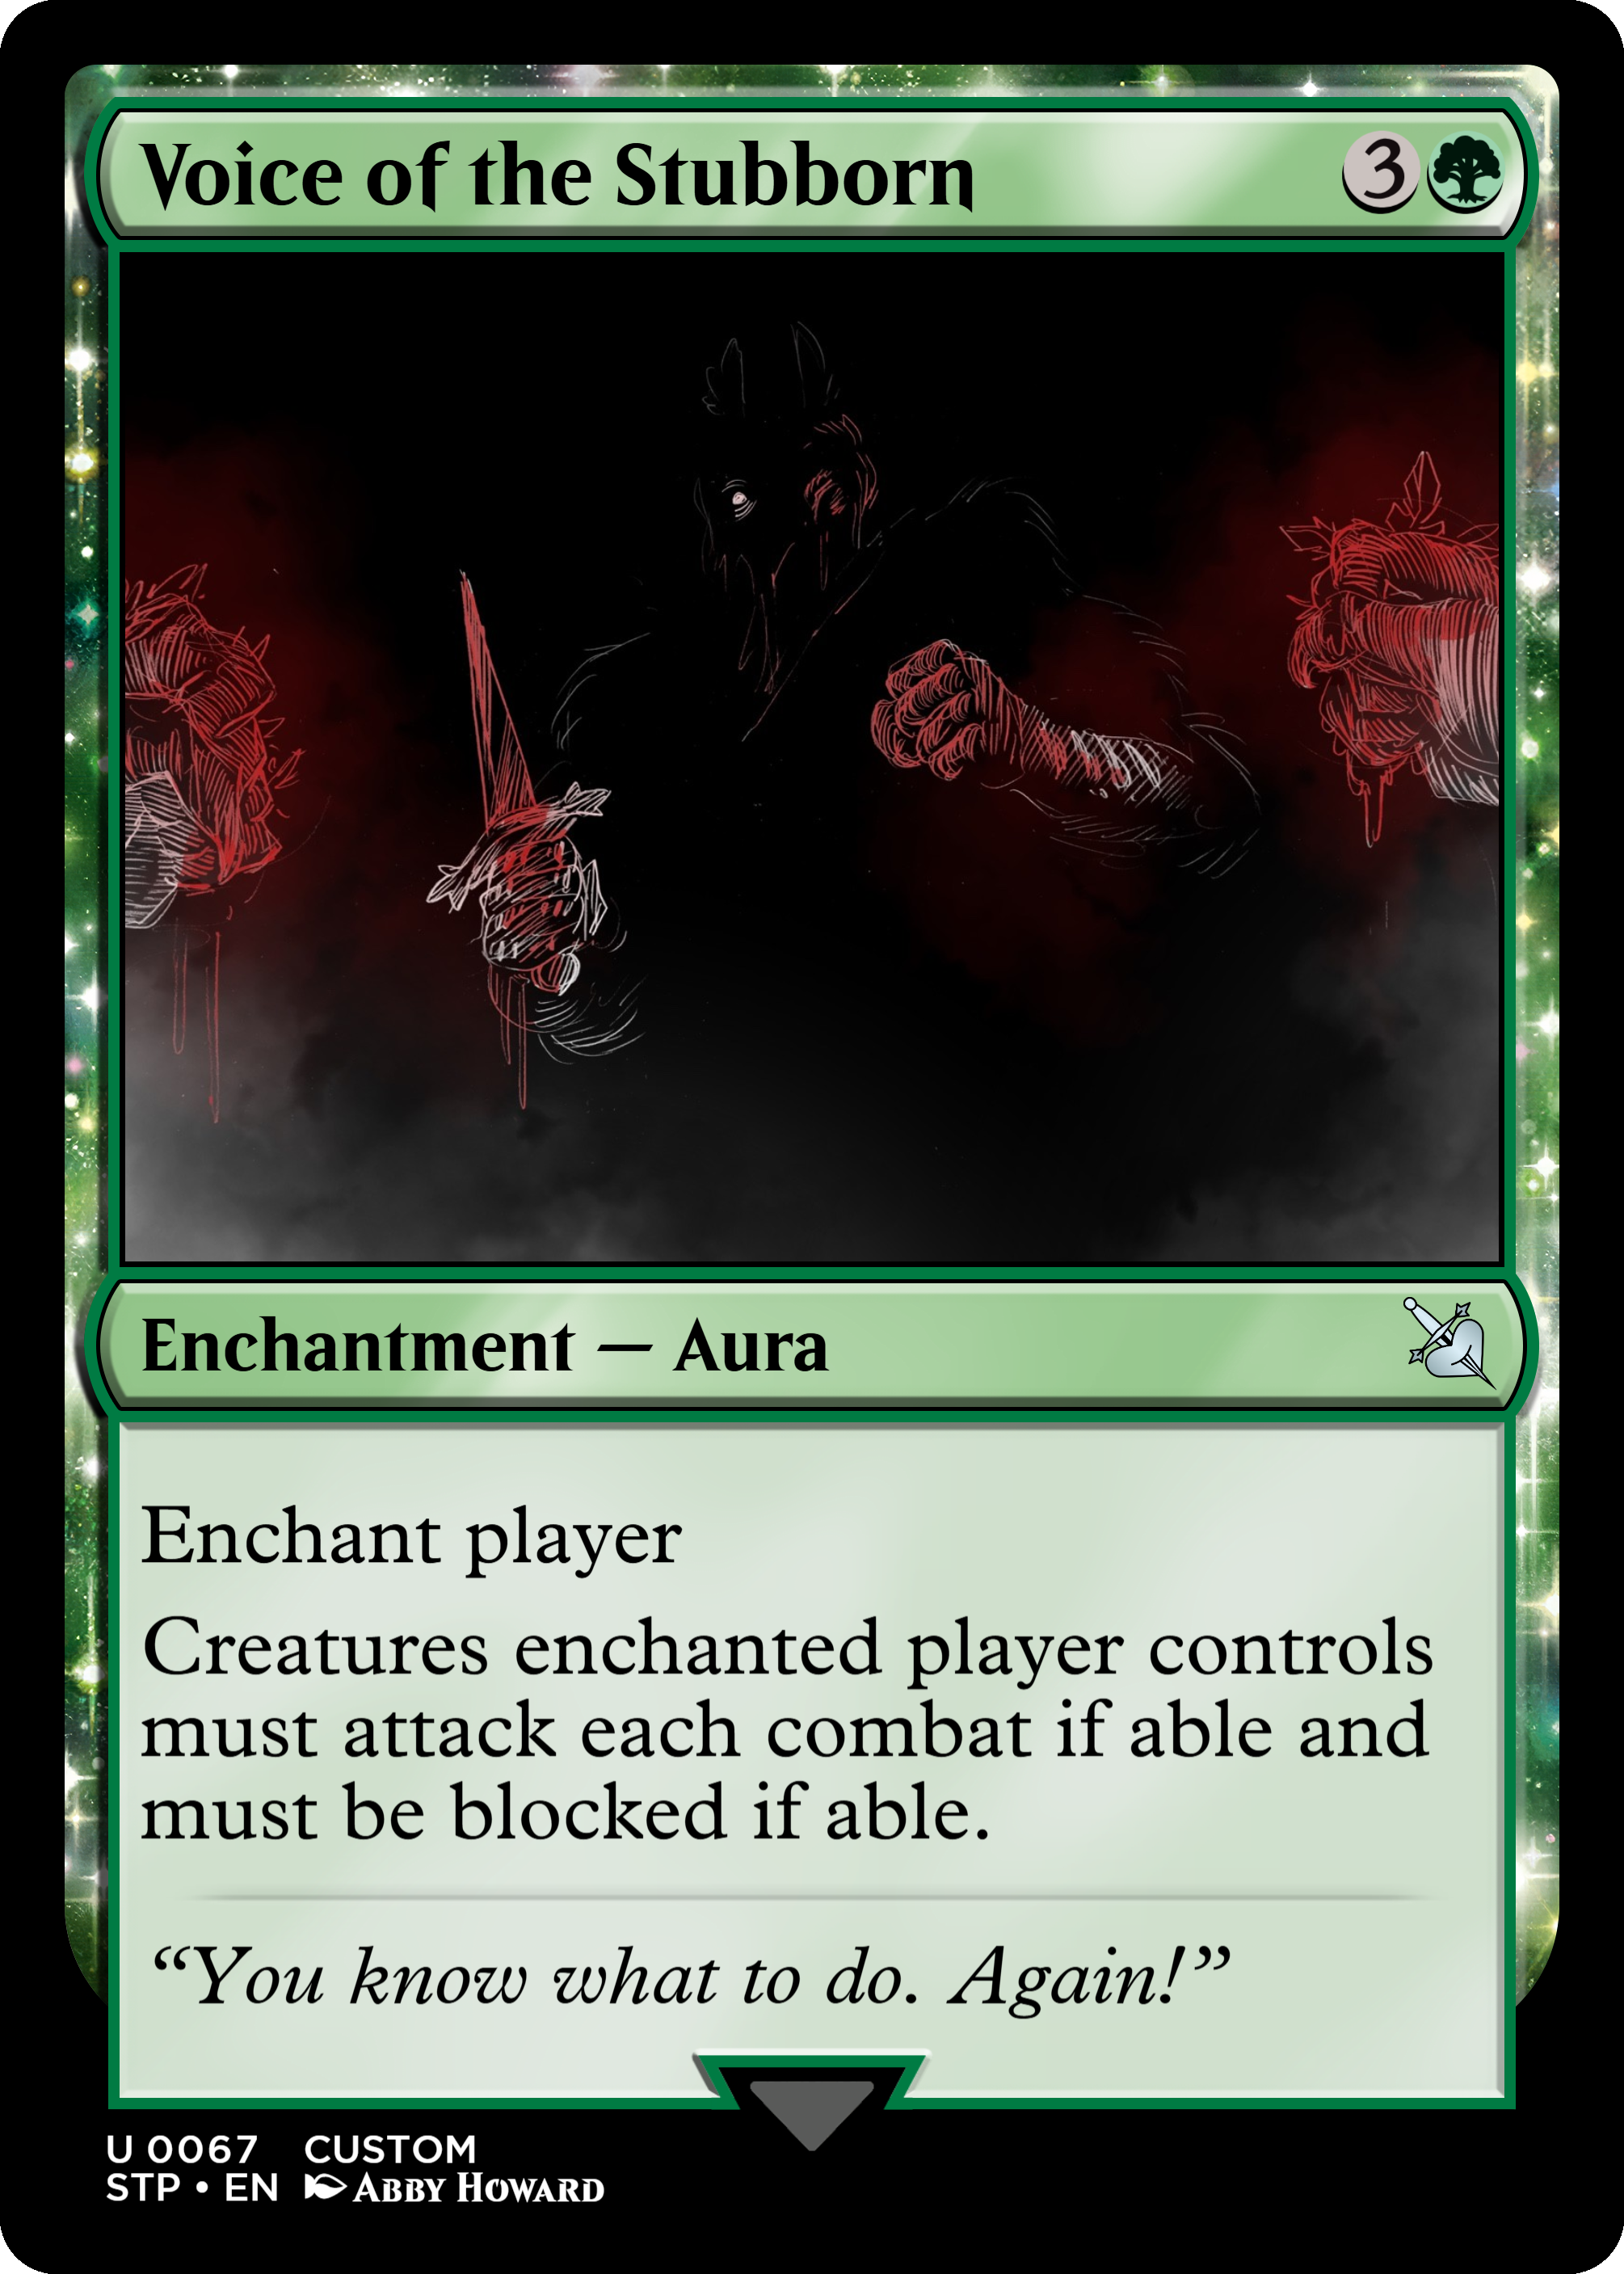 Voice of the Stubborn 3
Enchantment — Aura
Enchant player
Creatures enchanted player controls
must attack each combat if able and
must be blocked if able.
“You know what to do. Again!”
U 0067 CUSTOM
STP • EN Abby Howard